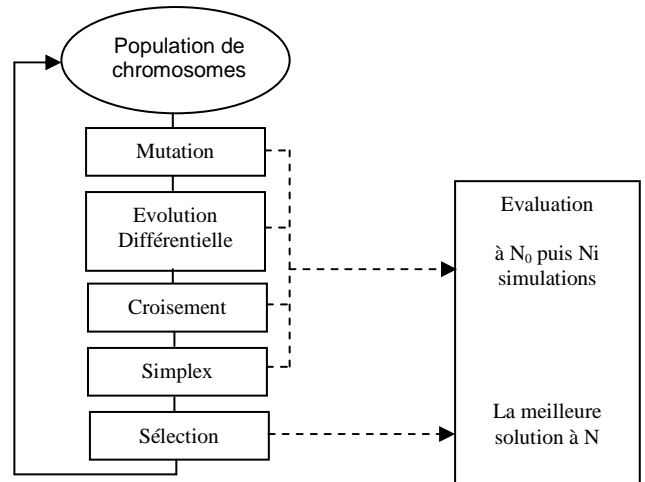 Population de
chromosomes
Mutation
Evolution
Différentielle
Croisement
Simplex
Sélection
Evaluation
à N₀ puis Ni
simulations
La meilleure
solution à N